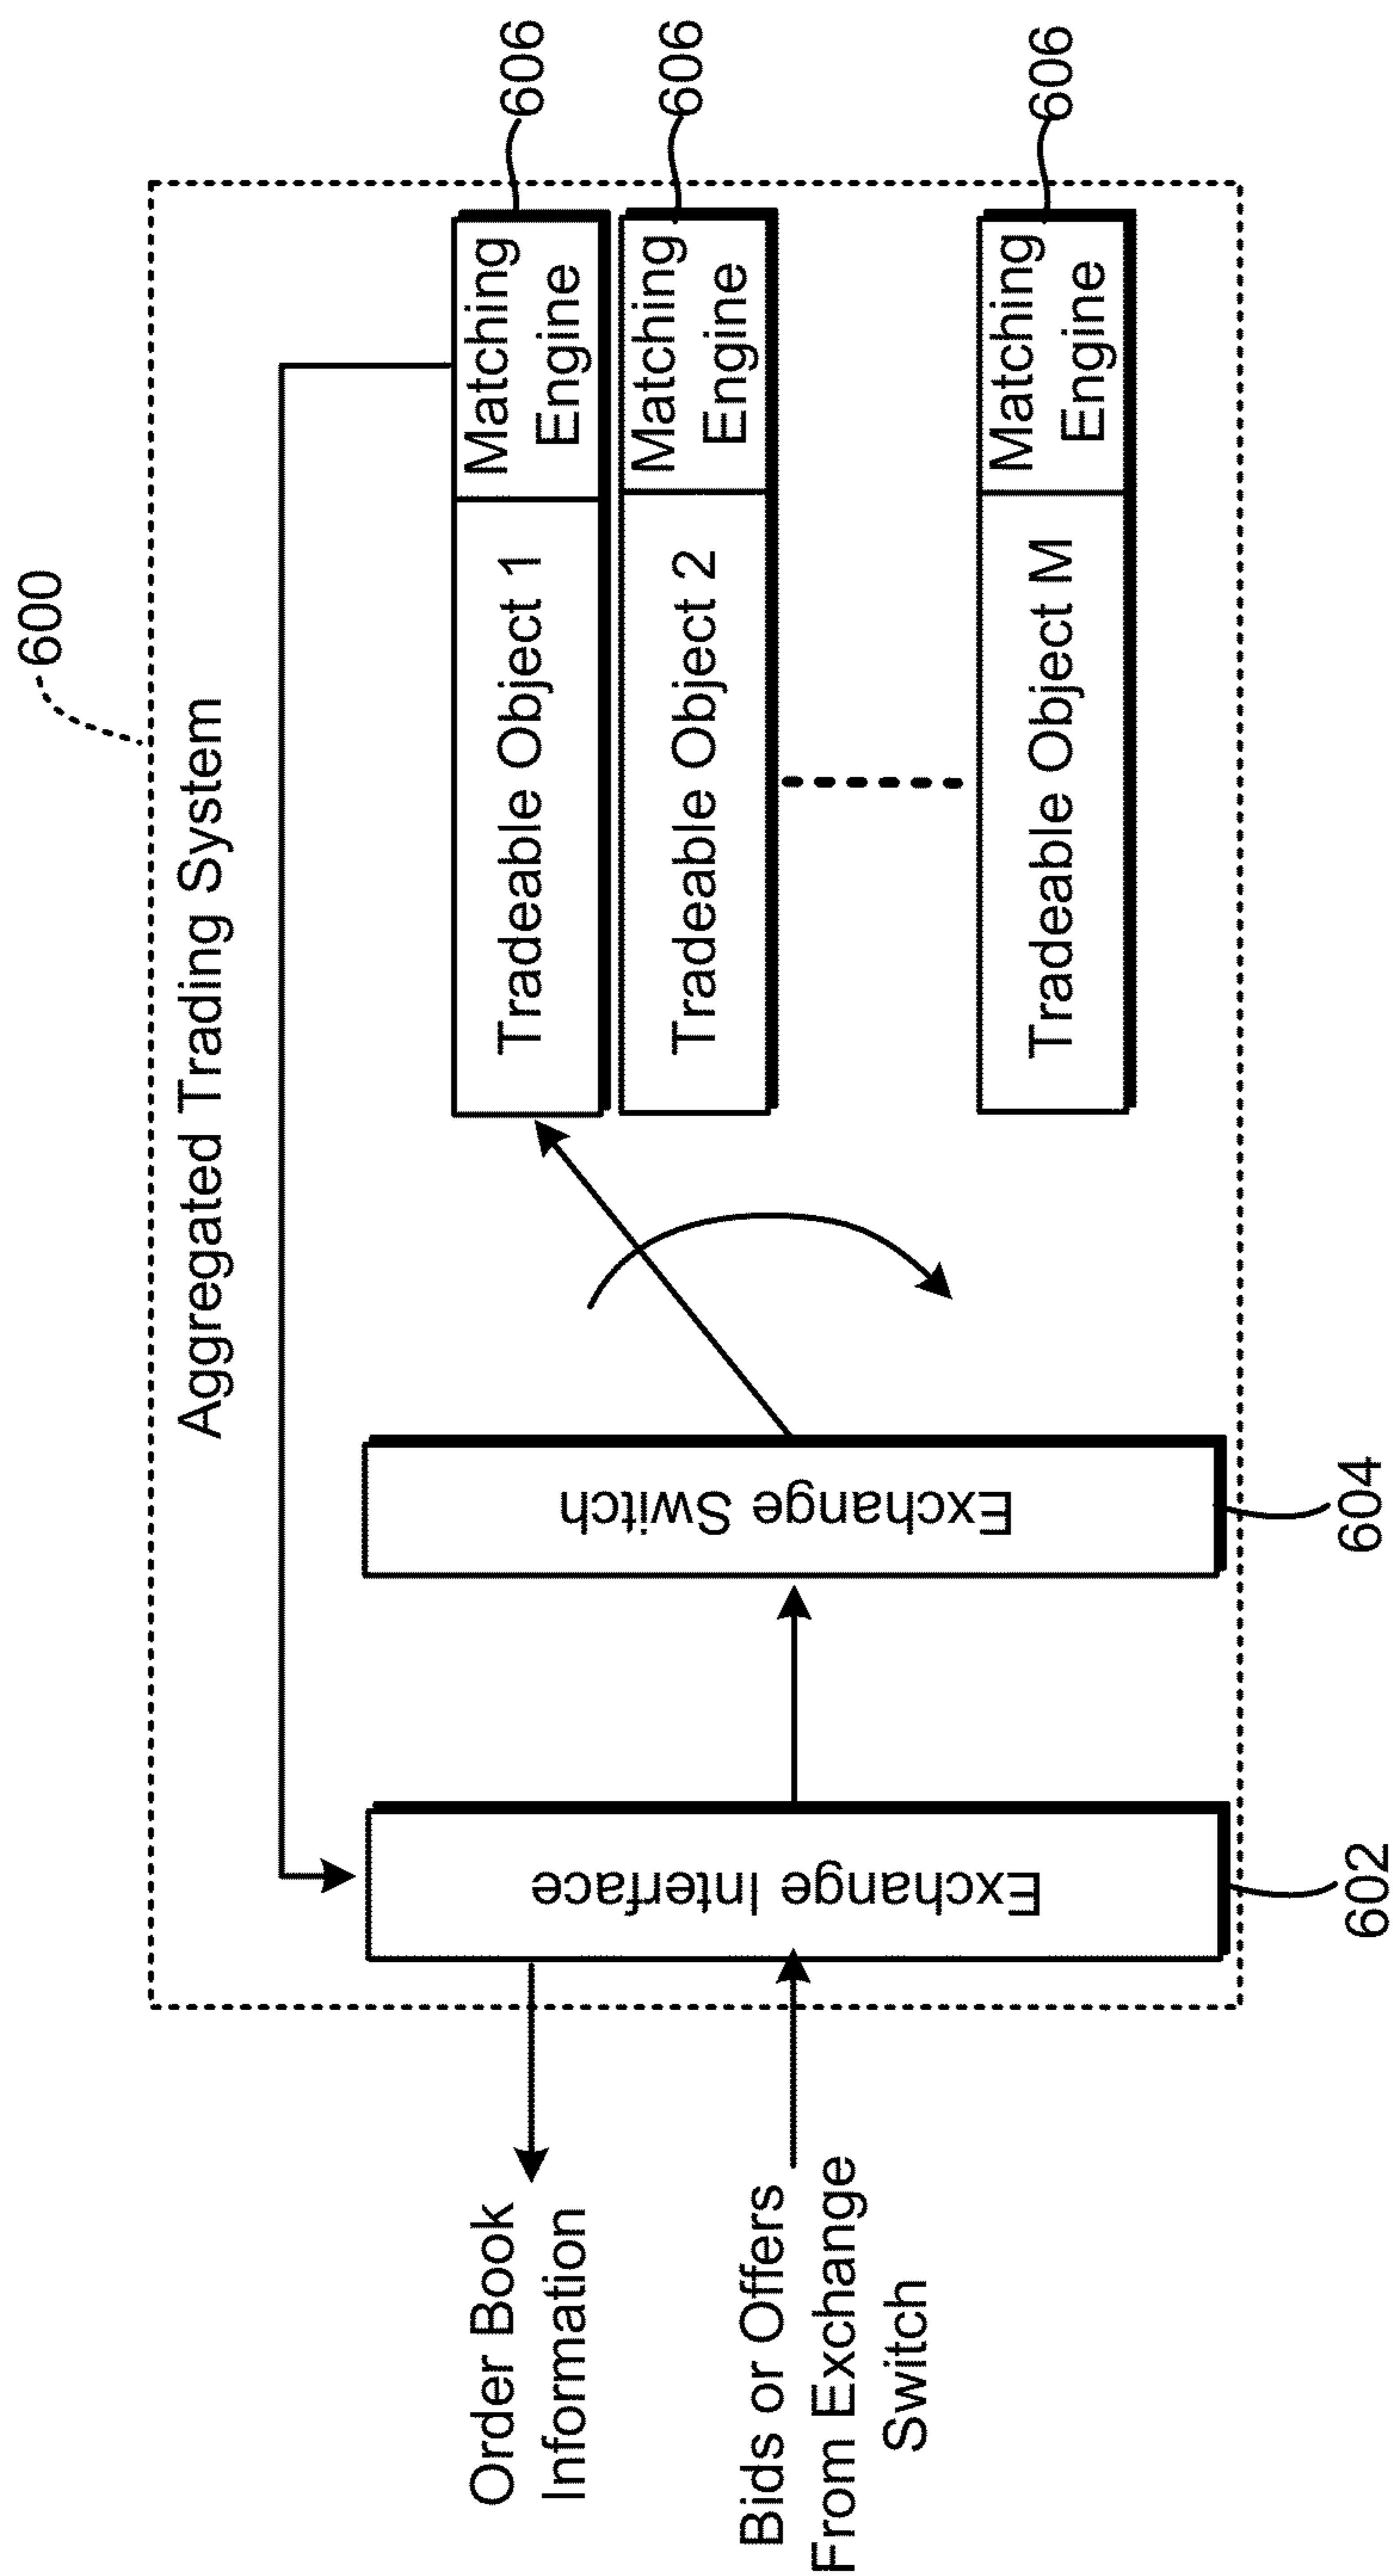 600
Aggregated Trading System
Order Book
Information
Bids or Offers
From Exchange
Switch
Exchange Interface
602
Exchange Switch
604
Tradeable Object 1
Matching
Engine
606
Tradeable Object 2
Matching
Engine
606
Tradeable Object M
Matching
Engine
606